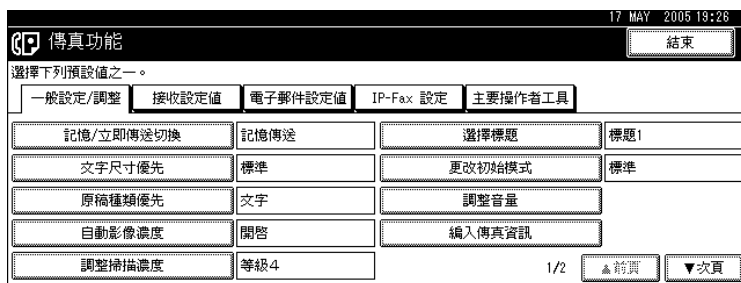 17 MAY 2005 19:26
傳真功能 結束
選擇下列預設值之一。
一般設定/調整 接收設定值 電子郵件設定值 IP-Fax 設定 主要操作者工具
記憶/立即傳送切換 記憶傳送 選擇標題 標題1
文字尺寸優先 標準 更改初始模式 標準
原稿種類優先 文字 調整音量
自動影像濃度 開啓 編入傳真資訊
調整掃描濃度 等級4 1/2 ▲前頁 ▼次頁